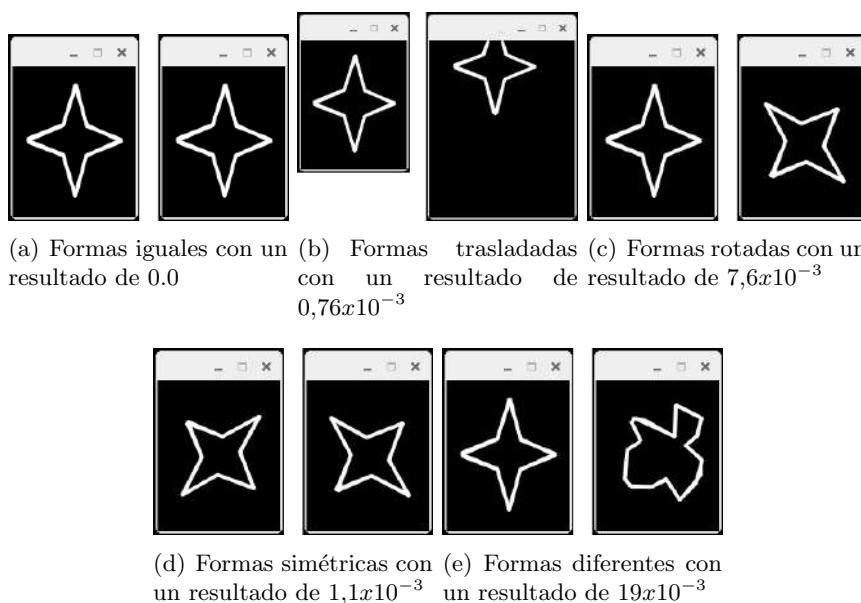 (a) Formas iguales con un
resultado de 0.0
(b) Formas trasladadas
con un resultado de
0,76x10⁻³
(c) Formas rotadas con un
resultado de 7,6x10⁻³
(d) Formas simétricas con
un resultado de 1,1x10⁻³
(e) Formas diferentes con
un resultado de 19x10⁻³